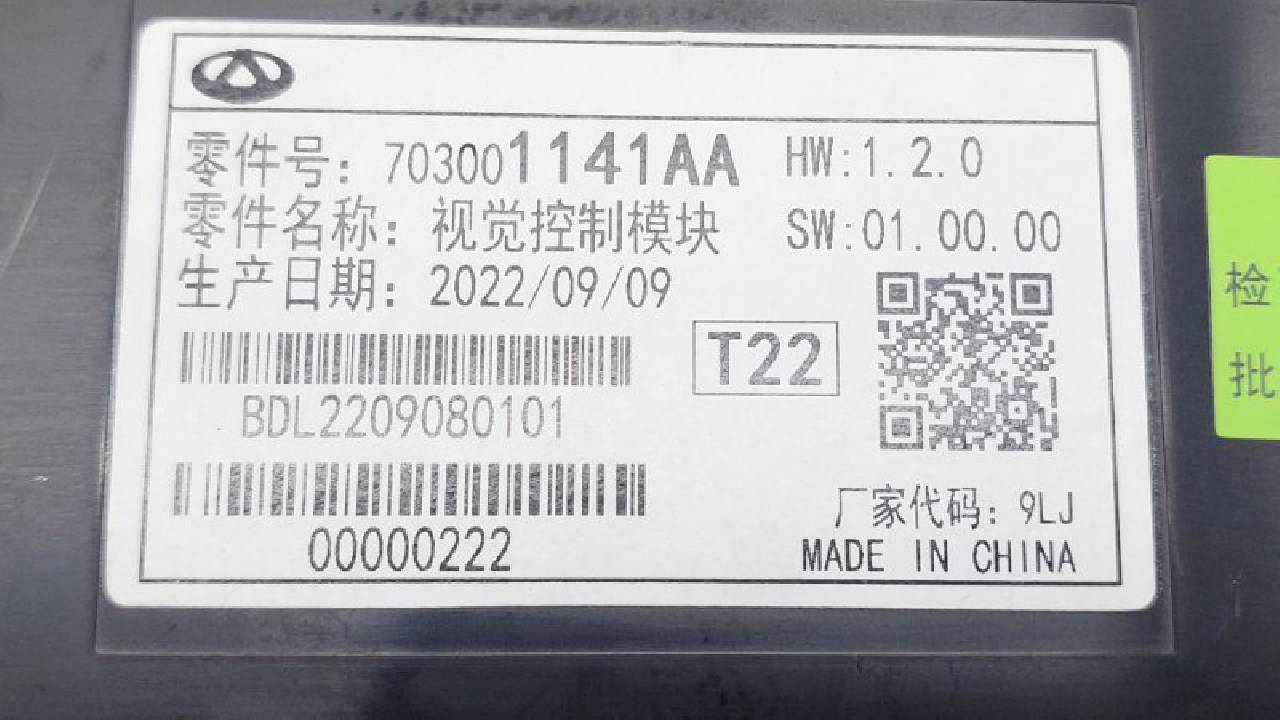 零件号: 703001141AA HW:1.2.0
零件名称: 视觉控制模块 SW:01.00.00
生产日期: 2022/09/09
T22
BDL2209080101
00000222
厂家代码: 9LJ
MADE IN CHINA
检
批